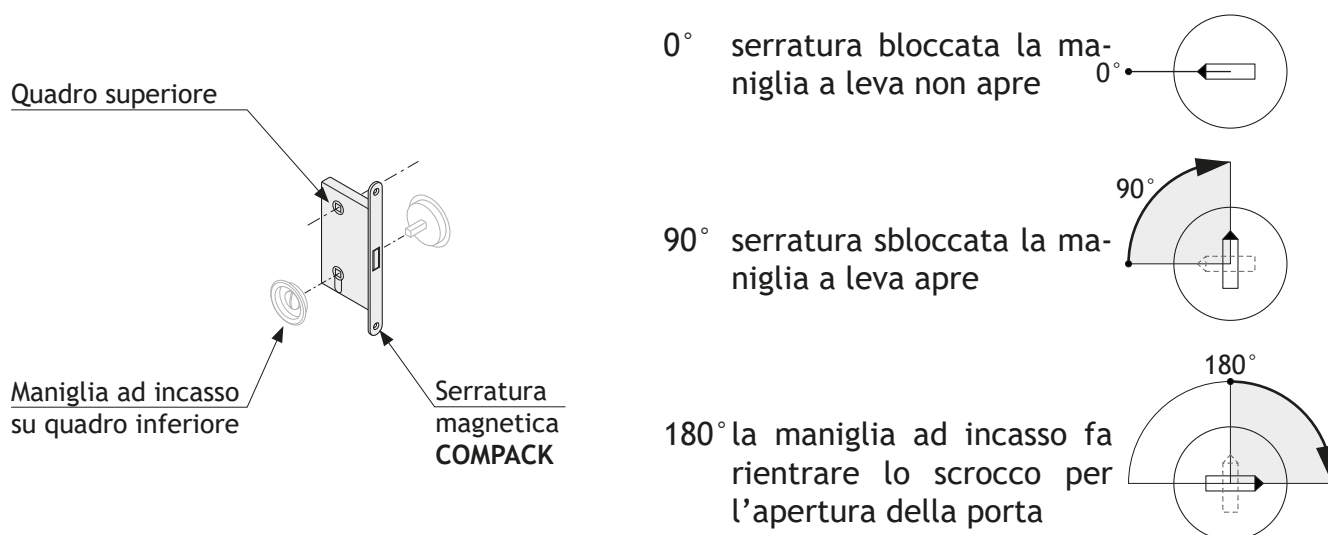 Quadro superiore
Maniglia ad incasso
su quadro inferiore
Serratura
magnetica
COMPACK
0° serratura bloccata la ma-
niglia a leva non apre
0°
90° serratura sbloccata la ma-
niglia a leva apre
90°
180° la maniglia ad incasso fa
rientrare lo scrocco per
l'apertura della porta
180°